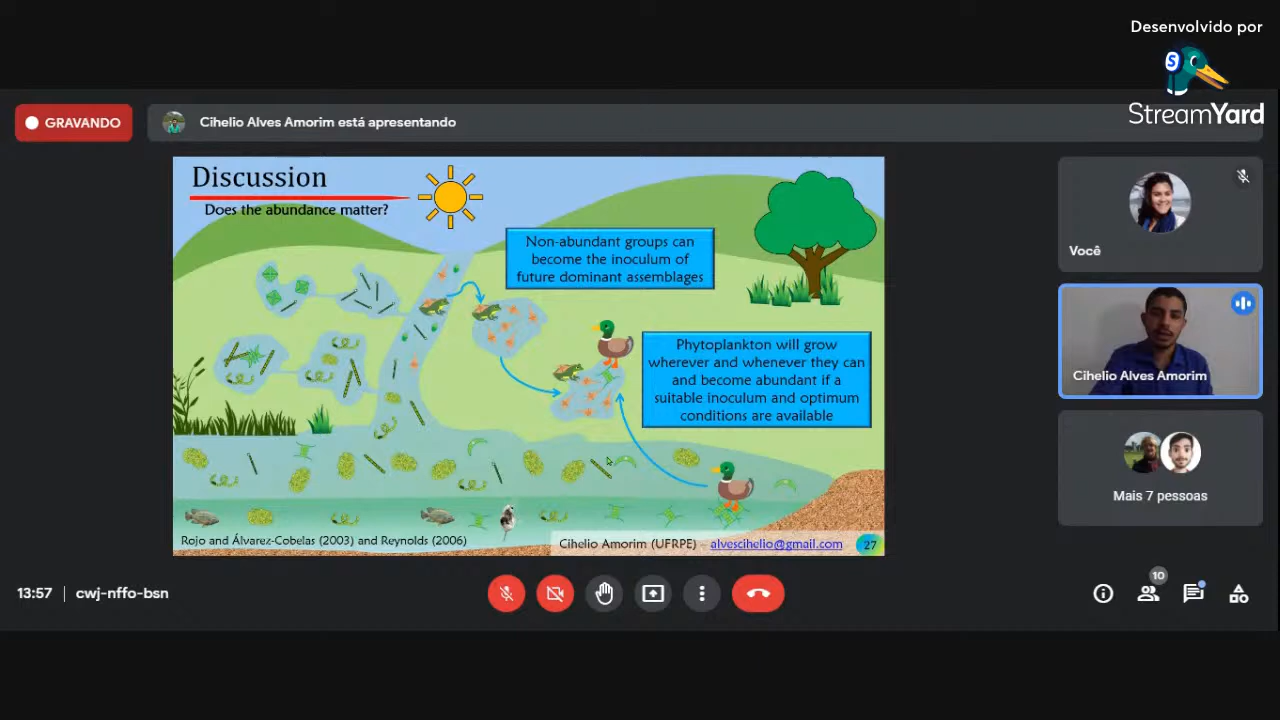 Desenvolvido por
S
StreamYard
GRAVANDO
Cihelio Alves Amorim está apresentando
Discussion
Does the abundance matter?
Non-abundant groups can
become the inoculum of
future dominant assemblages
Phytoplankton will grow
wherever and whenever they can
and become abundant if a
suitable inoculum and optimum
conditions are available
Rojo and Álvarez-Cobelas (2003) and Reynolds (2006)
Cihelio Amorim (UFRPE) - alvescihelio@gmail.com
27
Você
Cihelio Alves Amorim
Mais 7 pessoas
13:57 | cwj-nffo-bsn
10